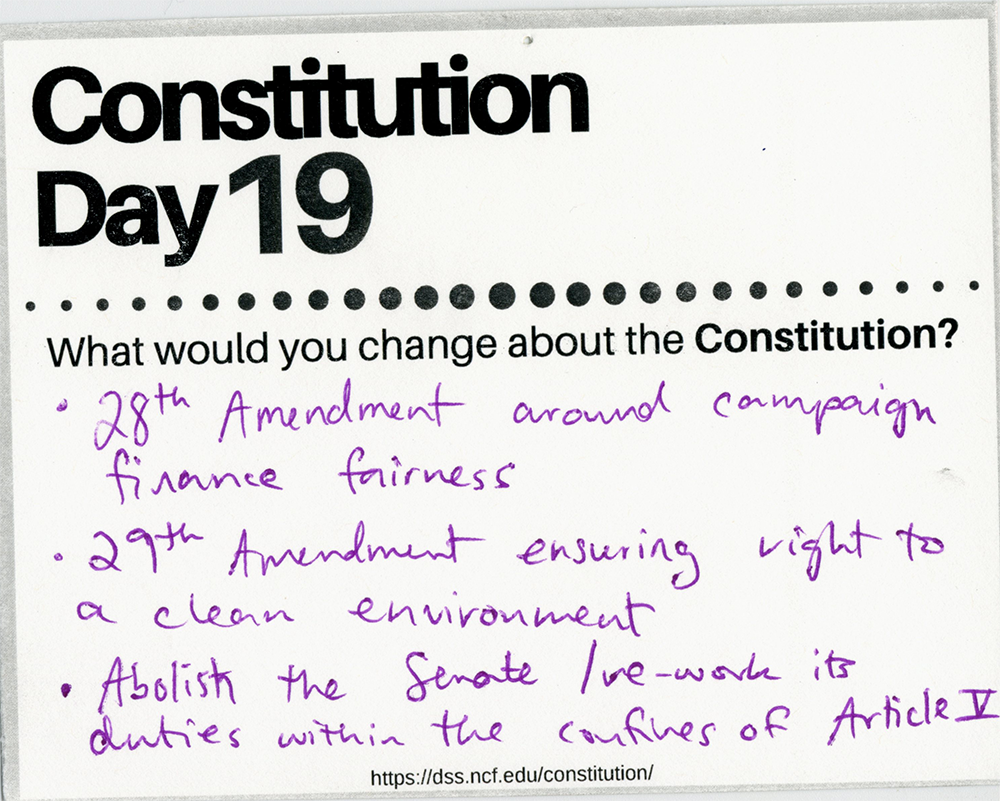 Constitution
Day 19
What would you change about the Constitution?
• 28th Amendment around campaign
finance fairness
• 29th Amendment ensuring right to
a clean environment
• Abolish the Senate / re-work its
duties within the confines of Article V
https://dss.ncf.edu/constitution/